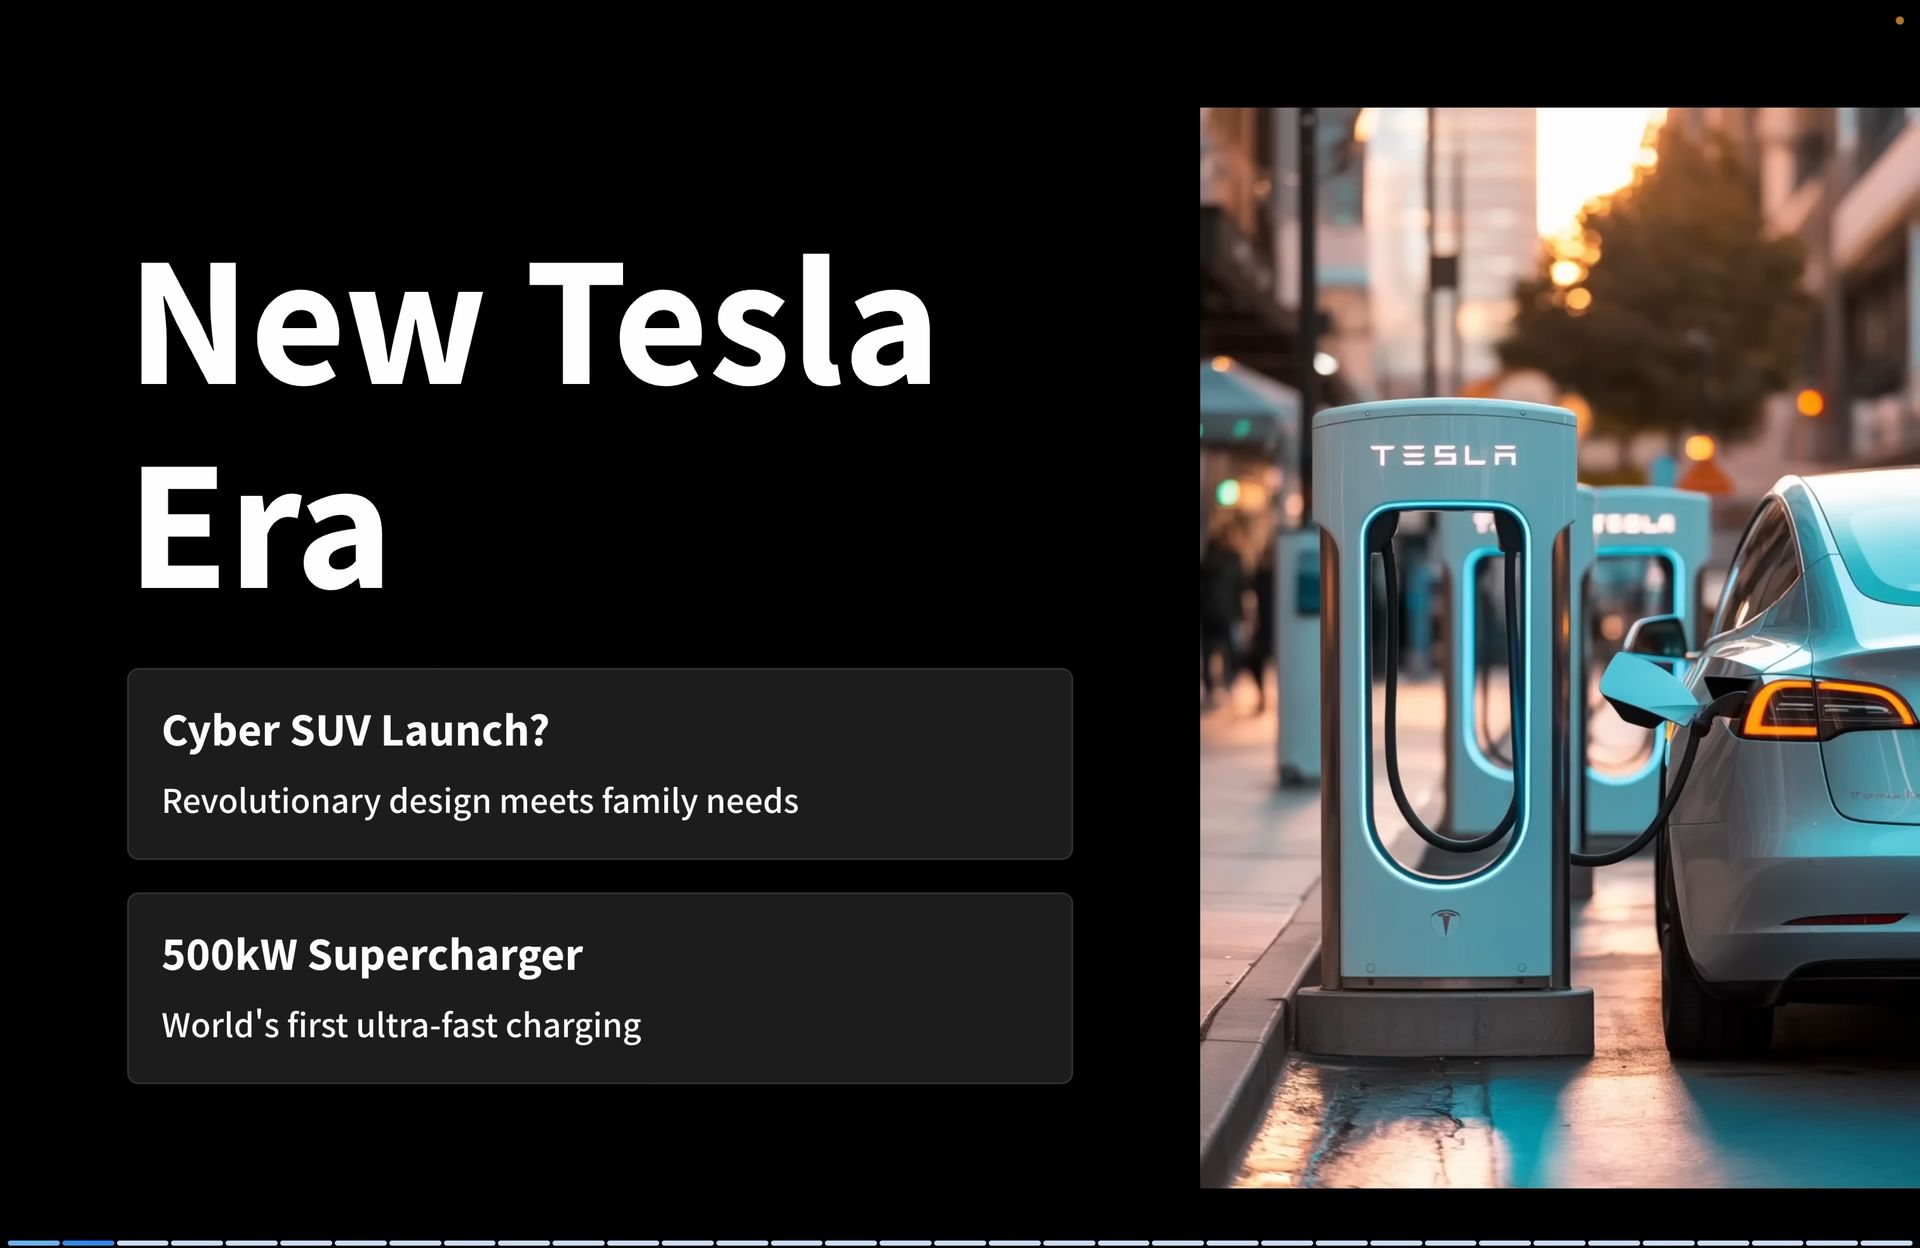 New Tesla
Era
Cyber SUV Launch?
Revolutionary design meets family needs
500kW Supercharger
World's first ultra-fast charging
TESLA
TESLA